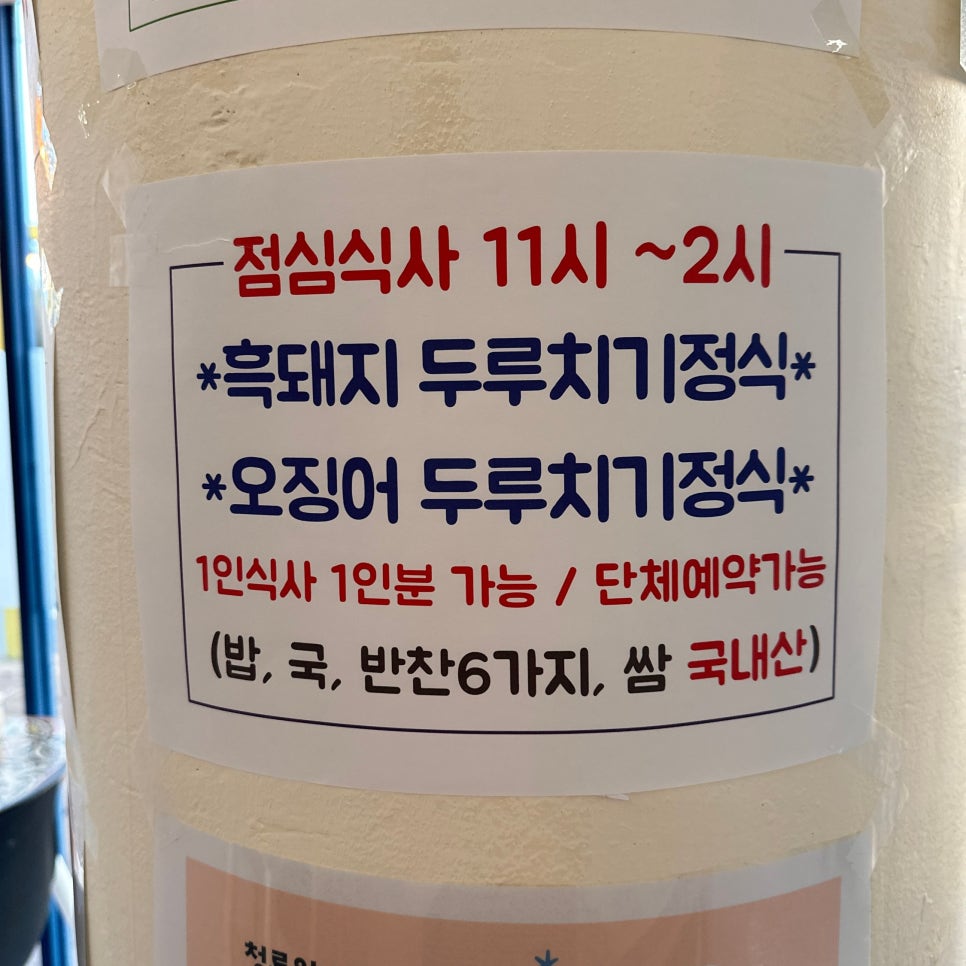 점심식사 11시 ~2시
*흑돼지 두루치기정식*
*오징어 두루치기정식*
1인식사 1인분 가능 / 단체예약가능
(밥, 국, 반찬6가지, 쌈 국내산)